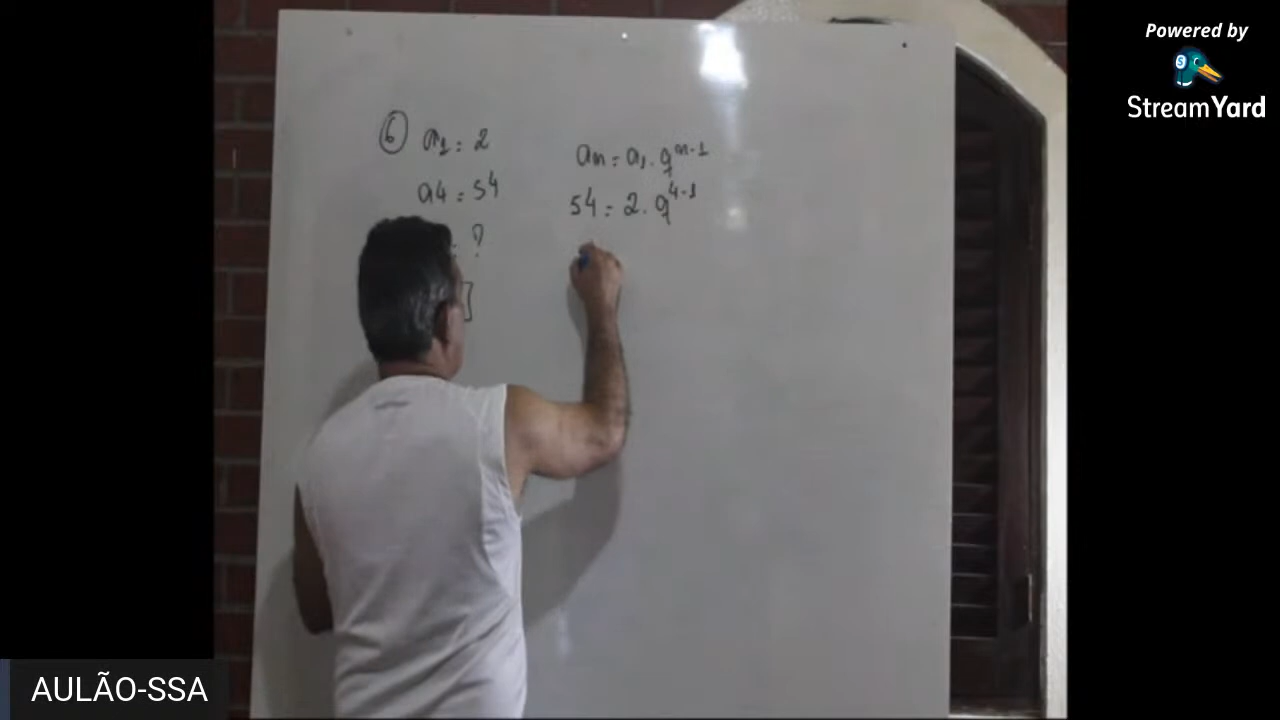 Powered by
StreamYard
6 a1 = 2
a4 = 54
= ?
an = a1 . q^n-1
54 = 2 . q^4-1
AULÃO-SSA